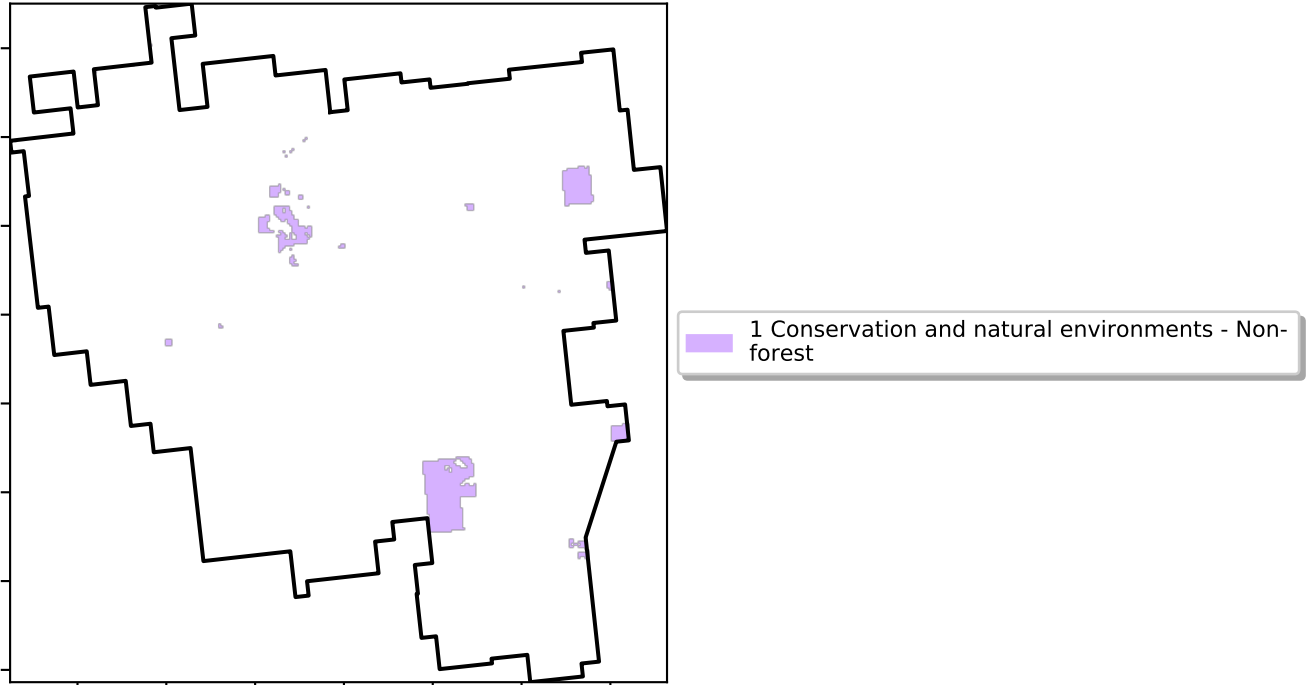 1 Conservation and natural environments - Non-
forest